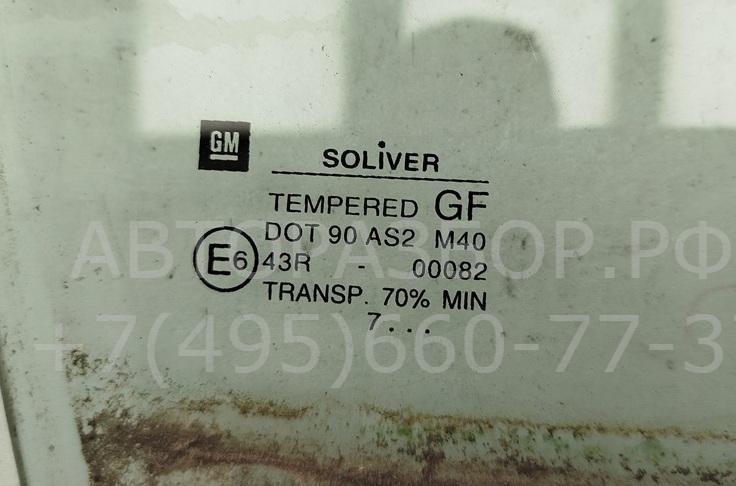 GM
SOLiVER
TEMPERED GF
DOT 90 AS2 M40
E6 43R - 00082
TRANSP. 70% MIN
7...
АВТОРАЗБОР.РФ
+7(495)660-77-37